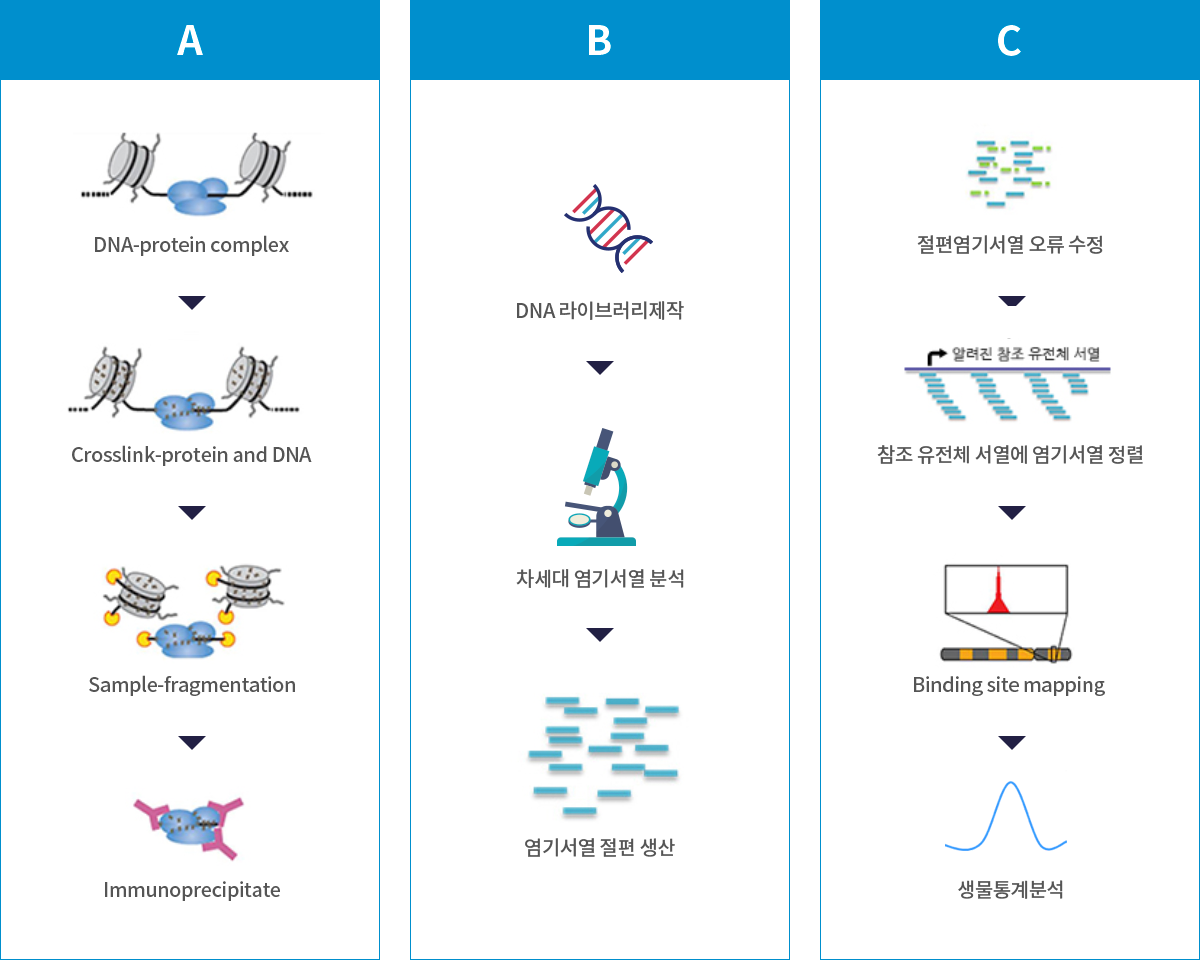 A
DNA-protein complex
Crosslink-protein and DNA
Sample-fragmentation
Immunoprecipitate
B
DNA 라이브러리제작
차세대 염기서열 분석
염기서열 절편 생산
C
절편염기서열 오류 수정
알려진 참조 유전체 서열
참조 유전체 서열에 염기서열 정렬
Binding site mapping
생물통계분석